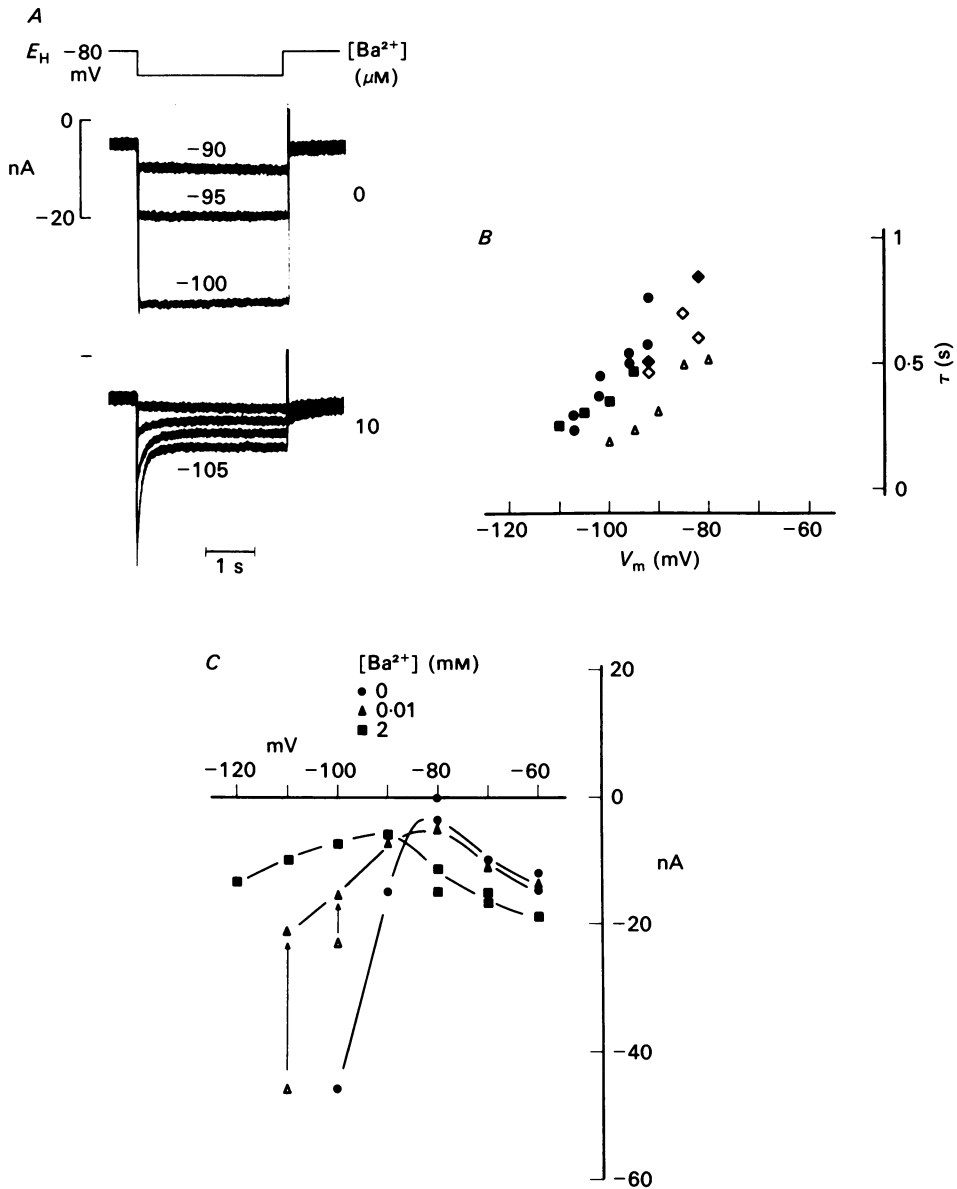 A
E_H −80 mV
[Ba²⁺] (μM)
0
nA
−20
−90
−95
−100
0
−
10
−105
1 s
B
1
0·5
0
τ (s)
−120 −100 −80 −60
V_m (mV)
C
[Ba²⁺] (mM)
● 0
▲ 0·01
■ 2
mV
−120 −100 −80 −60
20
0
nA
−20
−40
−60